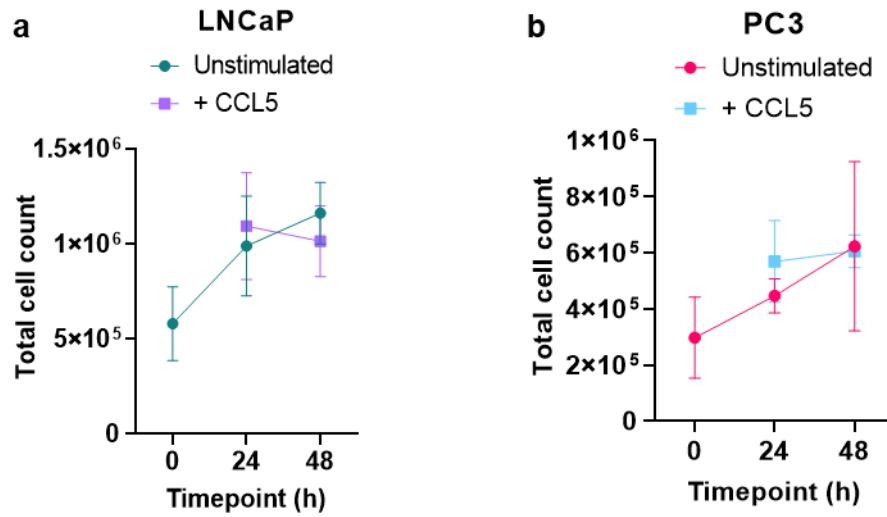 a
LNCaP
Unstimulated
+ CCL5
1.5×10⁶
1×10⁶
5×10⁵
0
Total cell count
0 24 48
Timepoint (h)
b
PC3
Unstimulated
+ CCL5
1×10⁶
8×10⁵
6×10⁵
4×10⁵
2×10⁵
0
Total cell count
0 24 48
Timepoint (h)